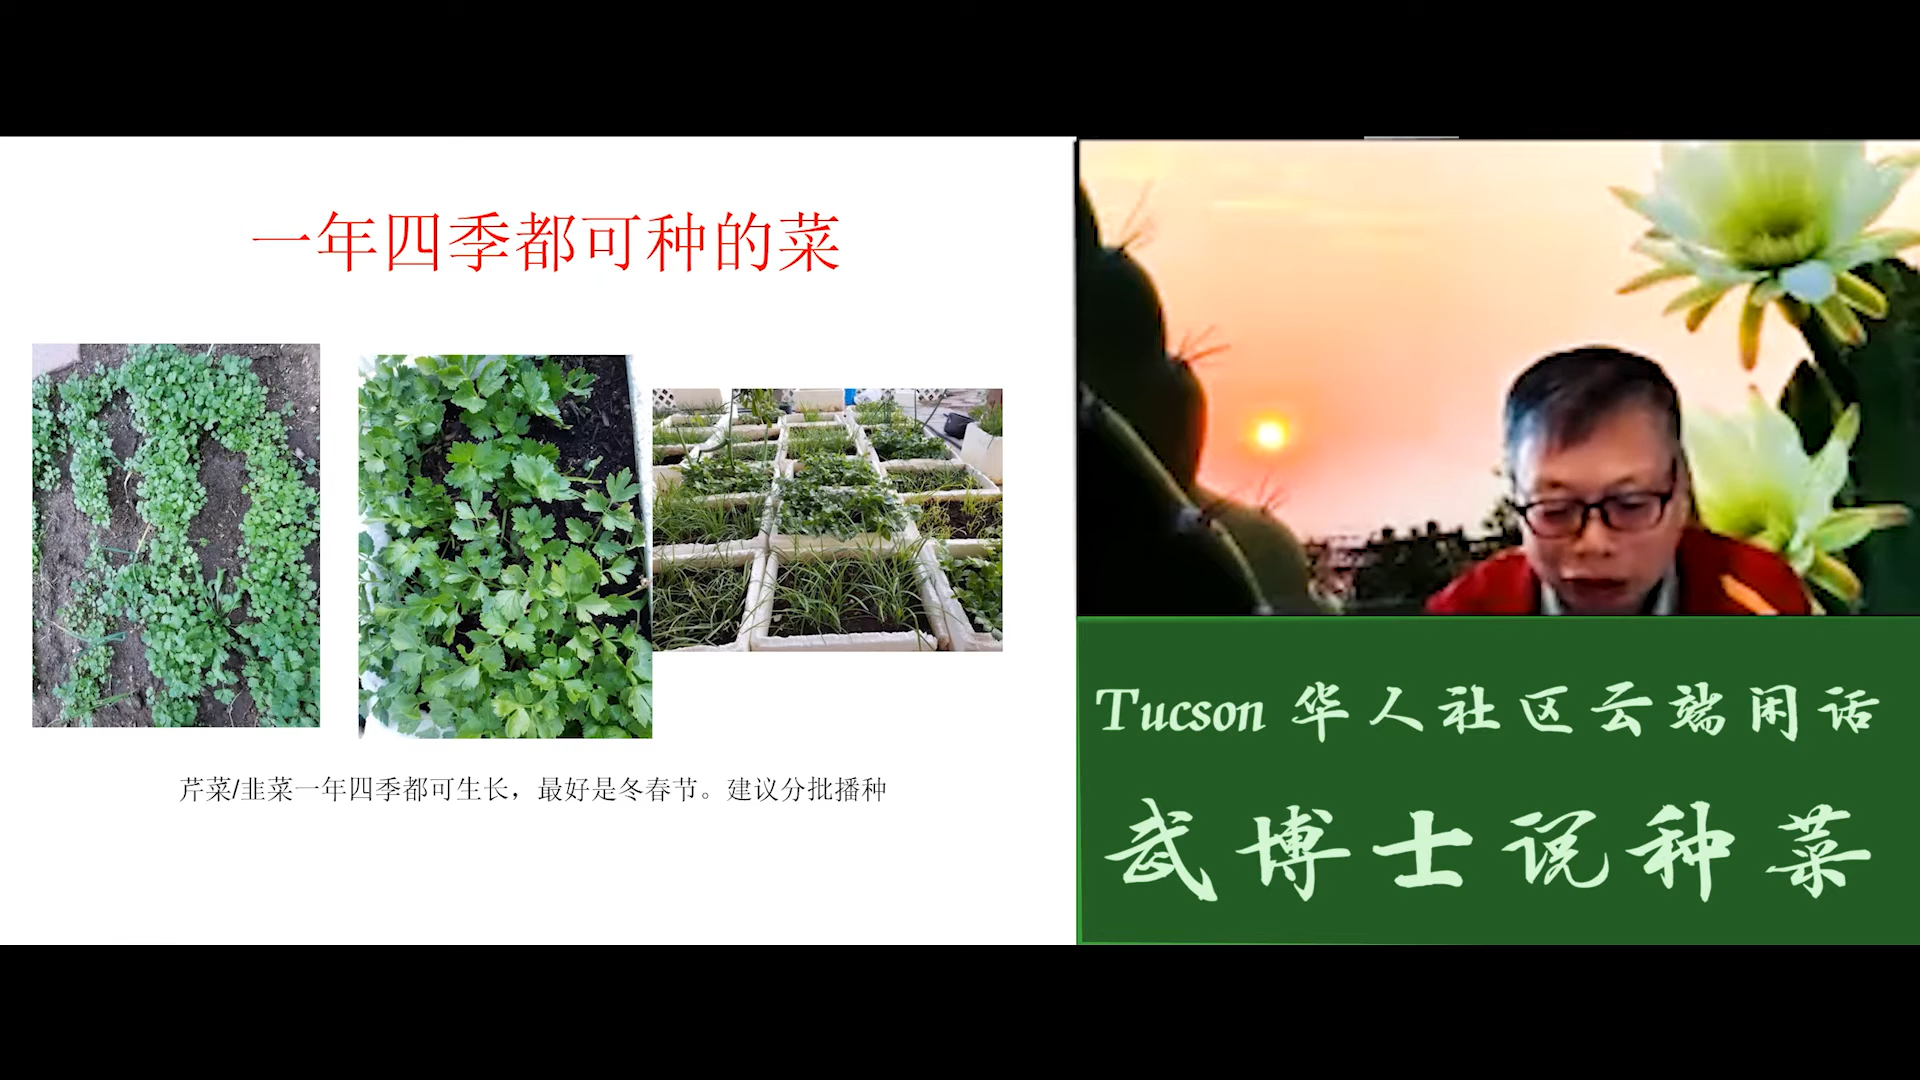 一年四季都可种的菜
芹菜/韭菜一年四季都可生长，最好是冬春节。建议分批播种
Tucson 华人社区云端闲话
武博士说种菜